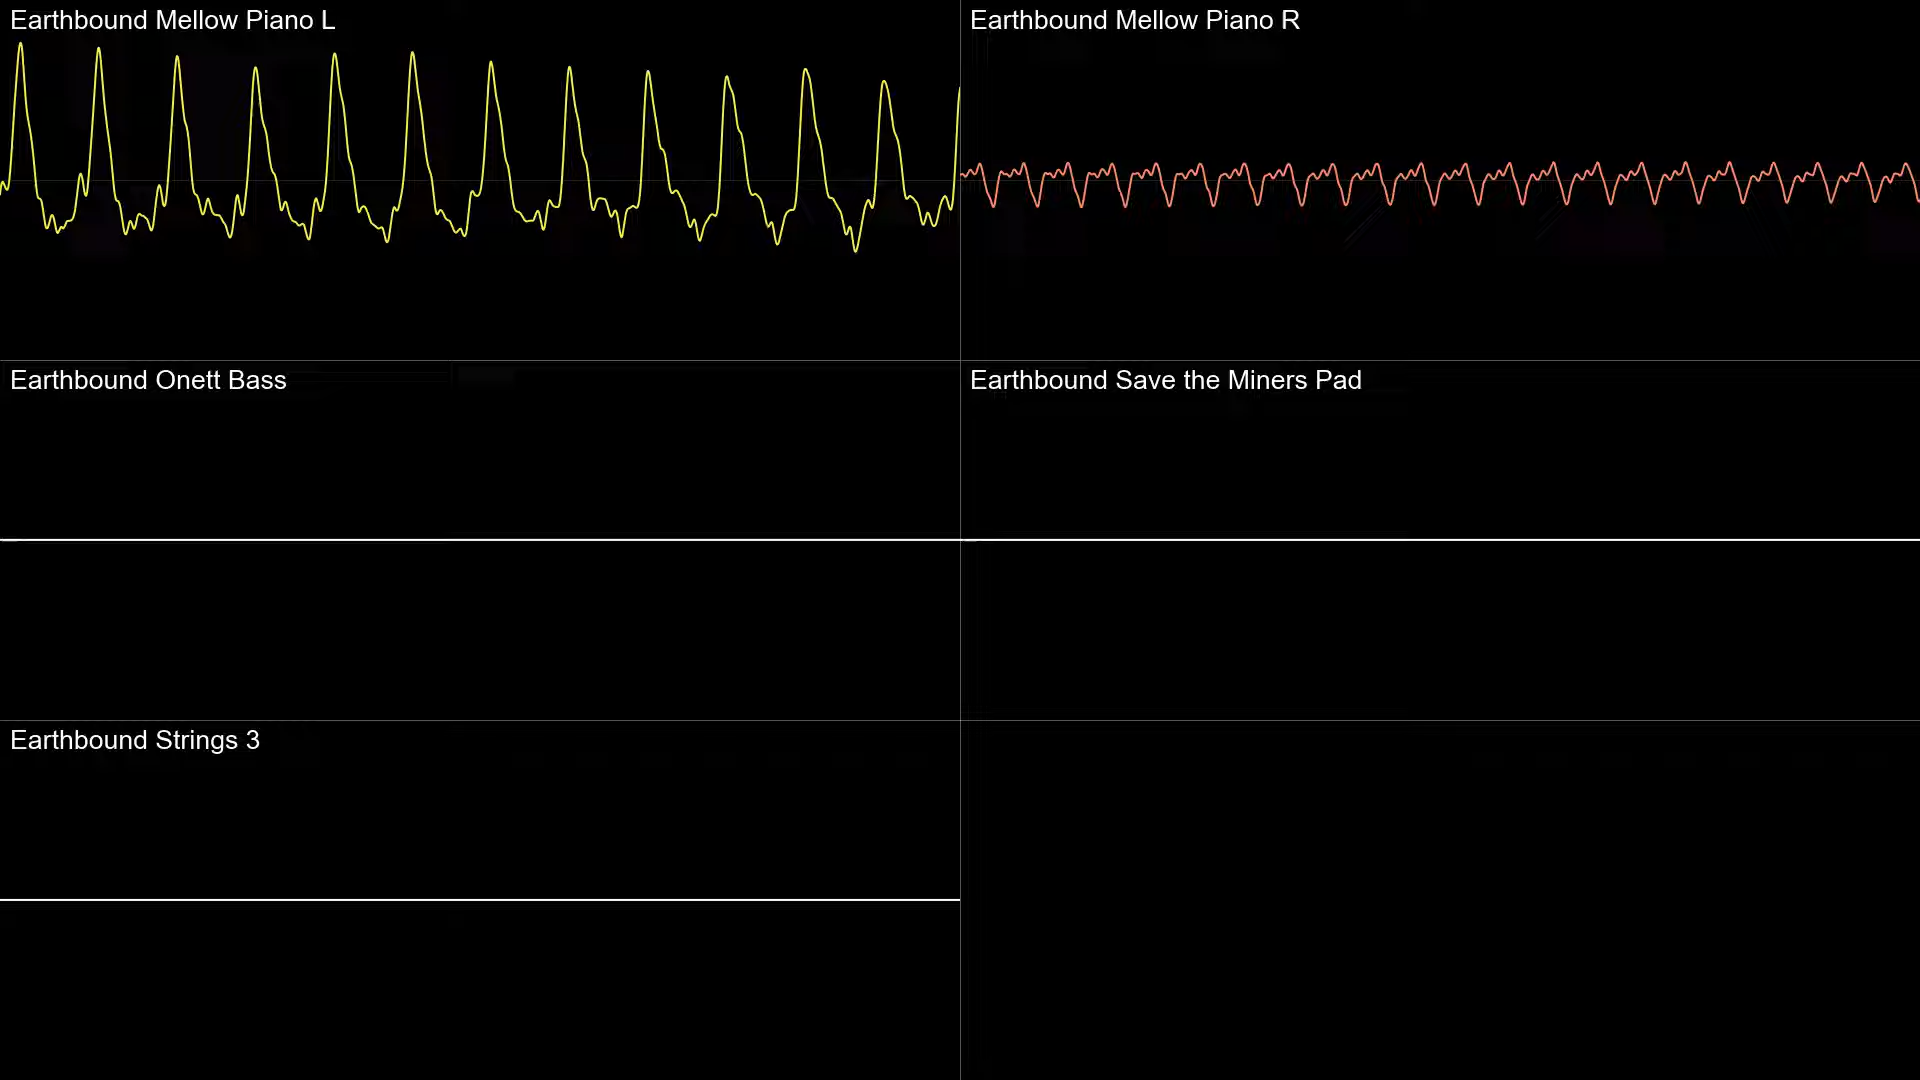 Earthbound Mellow Piano L
Earthbound Mellow Piano R
Earthbound Onett Bass
Earthbound Save the Miners Pad
Earthbound Strings 3